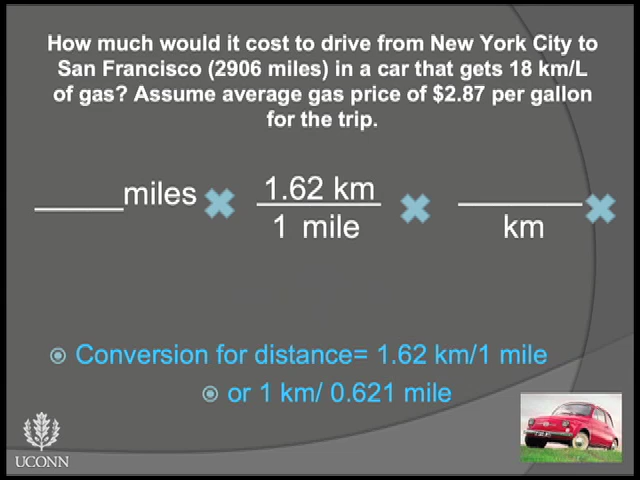 How much would it cost to drive from New York City to
San Francisco (2906 miles) in a car that gets 18 km/L
of gas? Assume average gas price of $2.87 per gallon
for the trip.
_____miles × 1.62 km × ______ ×
1 mile km
Conversion for distance= 1.62 km/1 mile
or 1 km/ 0.621 mile
UCONN